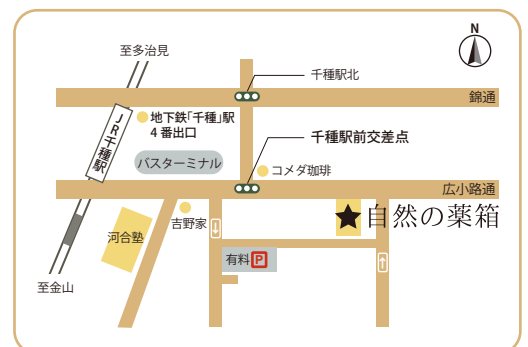 N
至多治見
千種駅北
錦通
JR千種駅
地下鉄「千種」駅
4番出口
千種駅前交差点
バスターミナル
コメダ珈琲
広小路通
自然の薬箱
吉野家
河合塾
有料 P
至金山